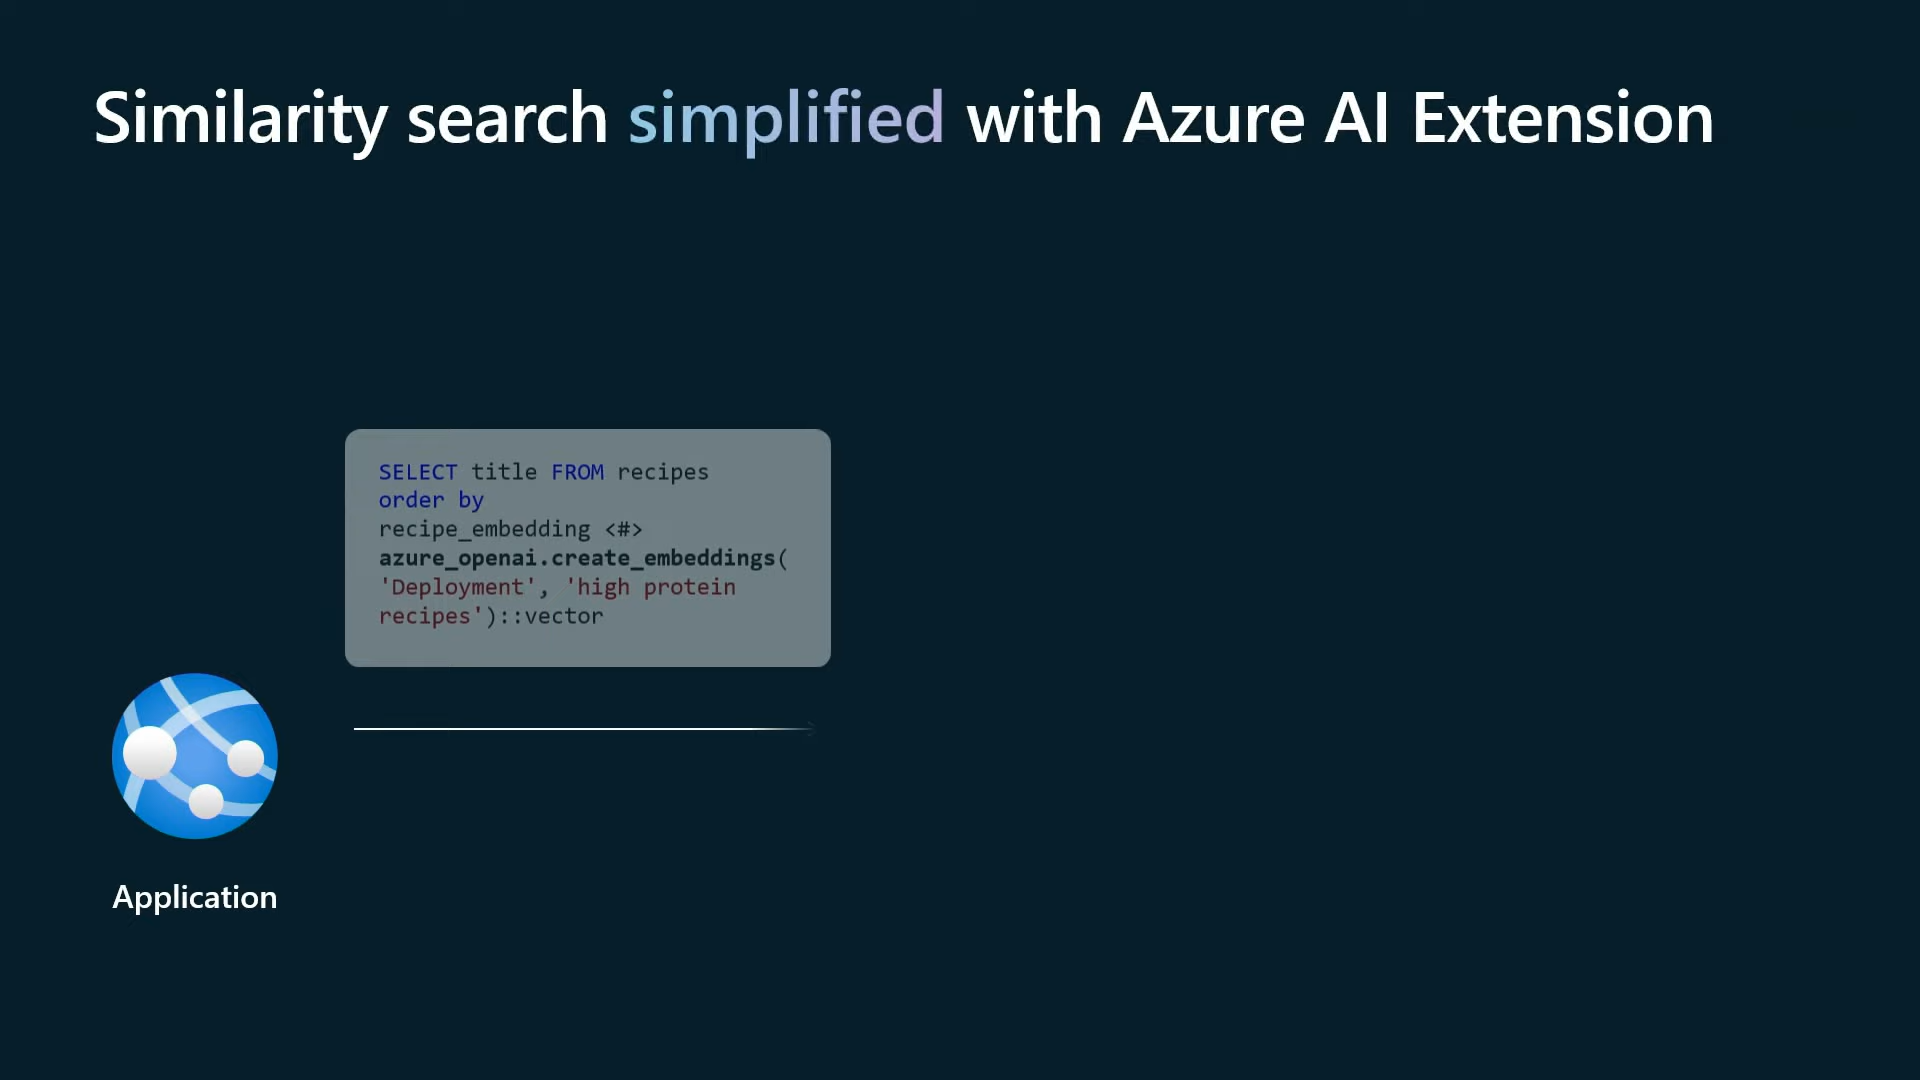 Similarity search simplified with Azure AI Extension
SELECT title FROM recipes
order by
recipe_embedding <#>
azure_openai.create_embeddings(
'Deployment', 'high protein
recipes')::vector
Application